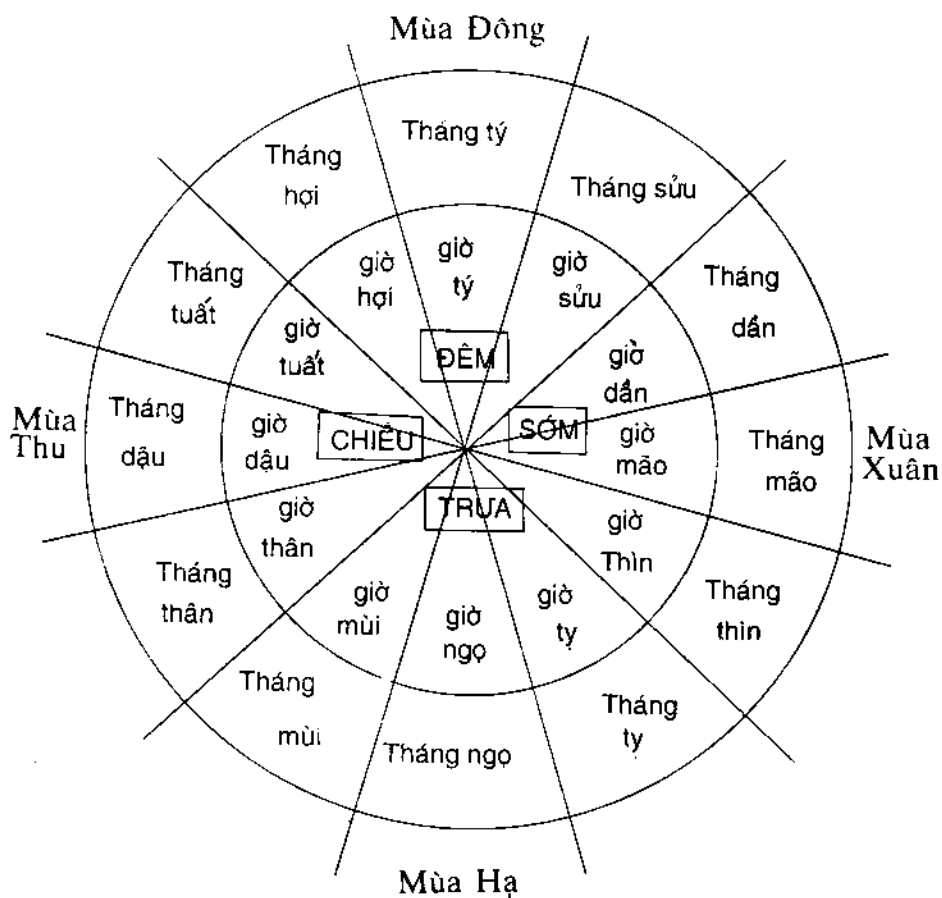 Mùa Đông
Tháng tý
Tháng
hợi
Tháng sửu
Tháng
tuất
Tháng
dần
giờ
hợi
giờ
tý
giờ
sửu
giờ
tuất
ĐÊM
giờ
dần
Mùa
Thu
Tháng
dậu
giờ
dậu
CHIỀU
SỚM
giờ
mão
Tháng
mão
Mùa
Xuân
TRƯA
giờ
thân
giờ
Thìn
Tháng
thân
Tháng
thìn
giờ
mùi
giờ
ngọ
giờ
tỵ
Tháng
mùi
Tháng ngọ
Tháng
tỵ
Mùa Hạ